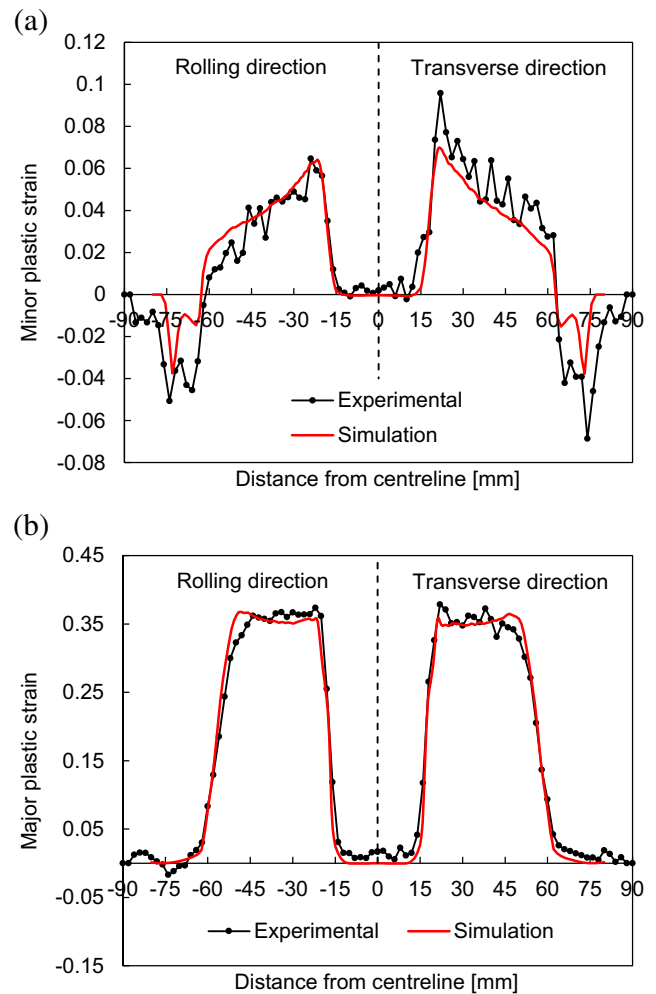 (a)
0.12
0.1
0.08
0.06
0.04
0.02
0
-0.02
-0.04
-0.06
-0.08
Minor plastic strain
Rolling direction
Transverse direction
-90 -75 -60 -45 -30 -15 0 15 30 45 60 75 90
Experimental
Simulation
Distance from centreline [mm]
(b)
0.45
0.35
0.25
0.15
0.05
-0.05
-0.15
Major plastic strain
Rolling direction
Transverse direction
-90 -75 -60 -45 -30 -15 0 15 30 45 60 75 90
Experimental Simulation
Distance from centreline [mm]